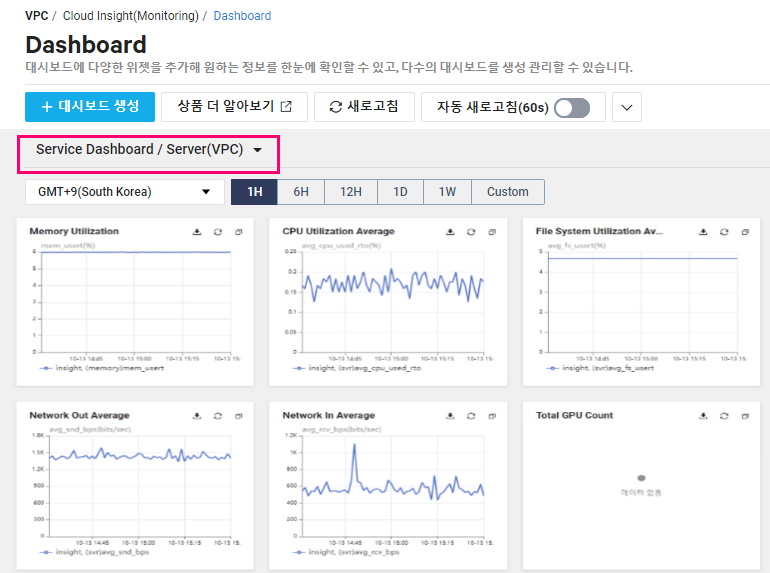 VPC / Cloud Insight(Monitoring) / Dashboard
Dashboard
대시보드에 다양한 위젯을 추가해 원하는 정보를 한눈에 확인할 수 있고, 다수의 대시보드를 생성 관리할 수 있습니다.
+ 대시보드 생성 상품 더 알아보기 새로고침 자동 새로고침(60s)
Service Dashboard / Server(VPC)
GMT+9(South Korea) 1H 6H 12H 1D 1W Custom
Memory Utilization
mem_usert(%)
6
5
4
3
2
1
0
10-13 14:45 10-13 15:00 10-13 15:15 10-13 15:
insight, (memory)mem_usert
CPU Utilization Average
avg_cpu_used_rto(%)
0.25
0.2
0.15
0.1
0.05
0
10-13 14:45 10-13 15:00 10-13 15:15 10-13 15:
insight, (svr)avg_cpu_used_rto
File System Utilization Av...
avg_fs_usert(%)
5
4
3
2
1
0
10-13 14:45 10-13 15:00 10-13 15:15 10-13 15:
insight, (svr)avg_fs_usert
Network Out Average
avg_snd_bps(bits/sec)
1.8K
1.5K
1.2K
900
600
300
0
10-13 14:45 10-13 15:00 10-13 15:15 10-13 15:
insight, (svr)avg_snd_bps
Network In Average
avg_rcv_bps(bits/sec)
1.2K
1K
800
600
400
200
0
10-13 14:45 10-13 15:00 10-13 15:15 10-13 15:
insight, (svr)avg_rcv_bps
Total GPU Count
데이터 없음